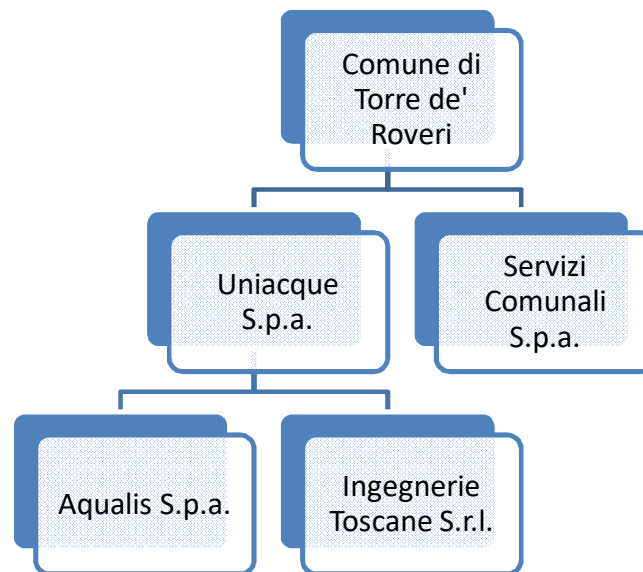 Comune di
Torre de'
Roveri
Uniacque
S.p.a.
Servizi
Comunali
S.p.a.
Aqualis S.p.a.
Ingegnerie
Toscane S.r.l.